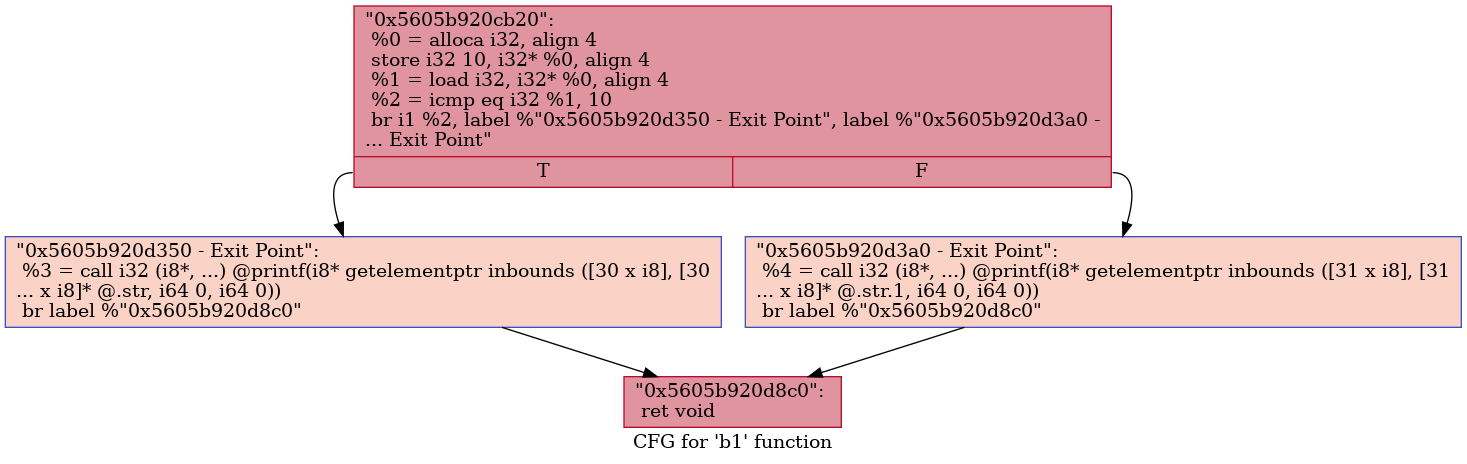 "0x5605b920cb20":
%0 = alloca i32, align 4
store i32 10, i32* %0, align 4
%1 = load i32, i32* %0, align 4
%2 = icmp eq i32 %1, 10
br i1 %2, label %"0x5605b920d350 - Exit Point", label %"0x5605b920d3a0 -
... Exit Point"
T
F
"0x5605b920d350 - Exit Point":
%3 = call i32 (i8*, ...) @printf(i8* getelementptr inbounds ([30 x i8], [30
... x i8]* @.str, i64 0, i64 0))
br label %"0x5605b920d8c0"
"0x5605b920d3a0 - Exit Point":
%4 = call i32 (i8*, ...) @printf(i8* getelementptr inbounds ([31 x i8], [31
... x i8]* @.str.1, i64 0, i64 0))
br label %"0x5605b920d8c0"
"0x5605b920d8c0":
ret void
CFG for 'b1' function